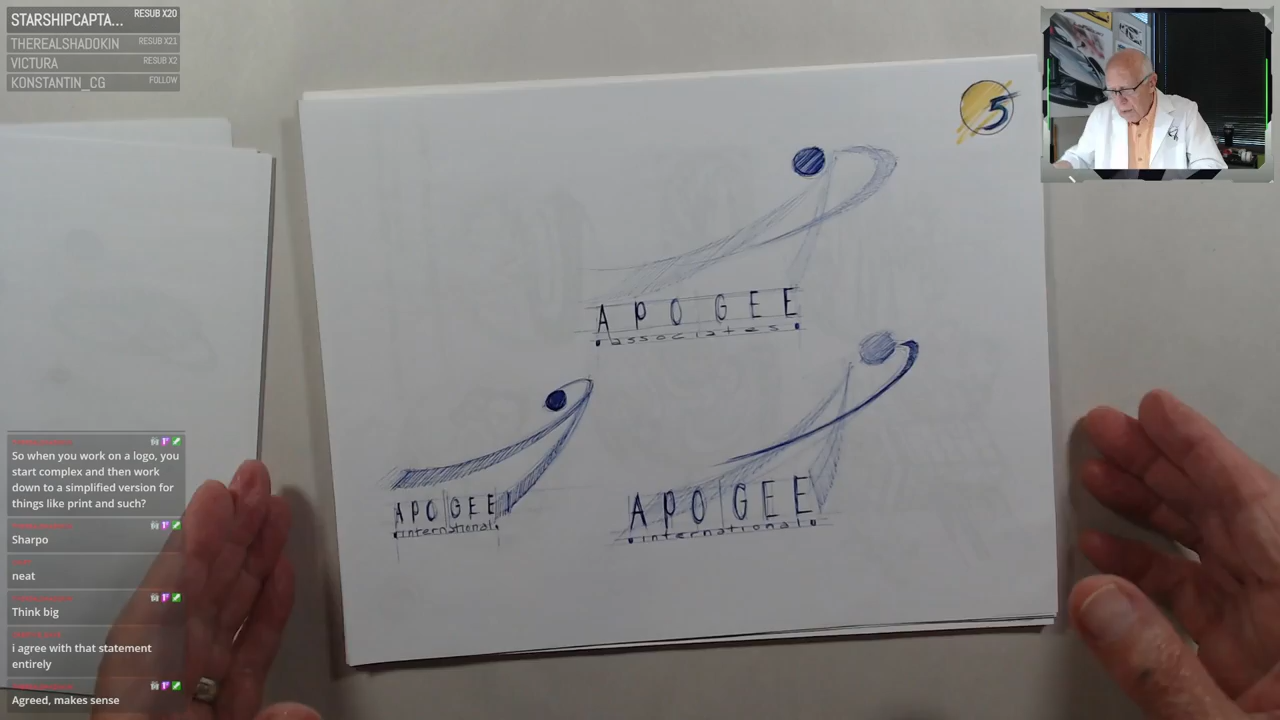 STARSHIPCAPTA...
RESUB X20
THEREALSHADOKIN
RESUB X21
VICTURA
RESUB X2
KONSTANTIN_CG
FOLLOW
5
APOGEE
associates
APOGEE
international
APOGEE
international
So when you work on a logo, you
start complex and then work
down to a simplified version for
things like print and such?
Sharpo
neat
Think big
i agree with that statement
entirely
Agreed, makes sense